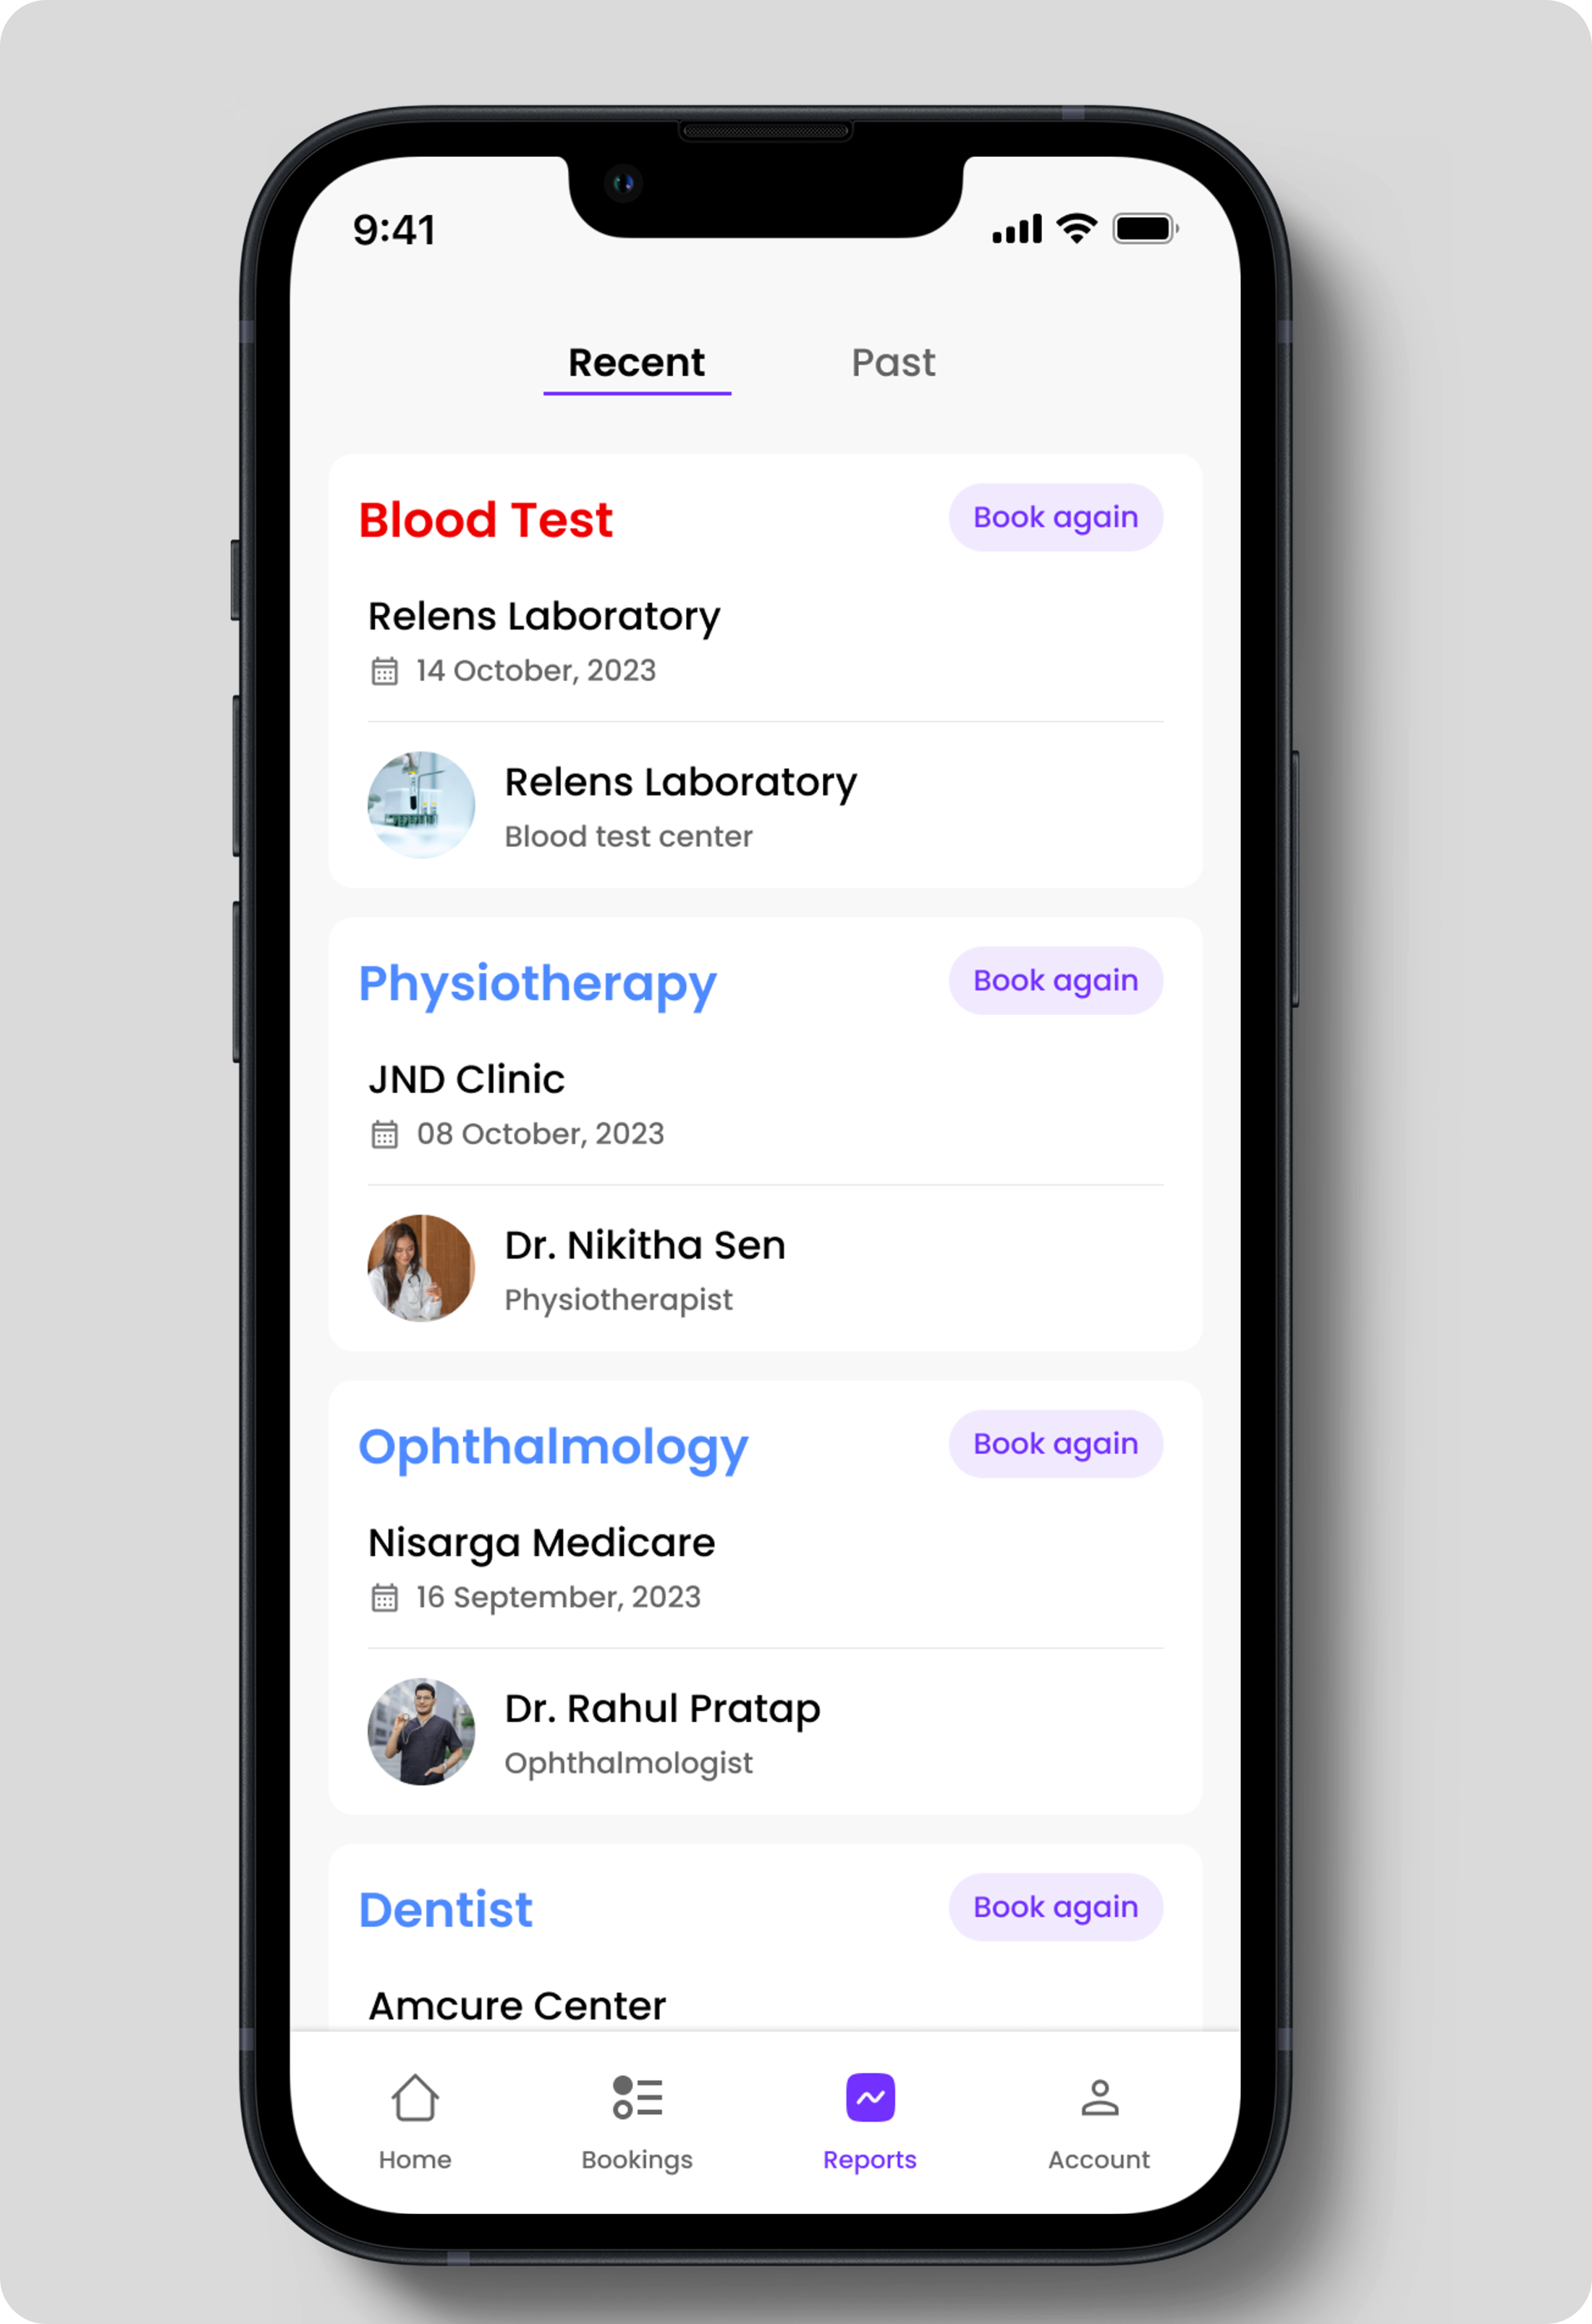 9:41
Recent
Past
Blood Test
Book again
Relens Laboratory
14 October, 2023
Relens Laboratory
Blood test center
Physiotherapy
Book again
JND Clinic
08 October, 2023
Dr. Nikitha Sen
Physiotherapist
Ophthalmology
Book again
Nisarga Medicare
16 September, 2023
Dr. Rahul Pratap
Ophthalmologist
Dentist
Book again
Amcure Center
Home
Bookings
Reports
Account